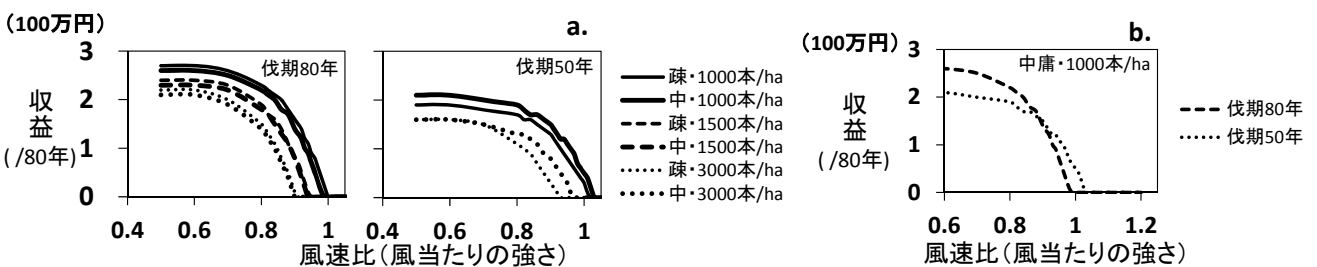 (100万円)
a.
3
2
1
0
収益
(/80年)
伐期80年
伐期50年
0.4 0.6 0.8 1
0.4 0.6 0.8 1
風速比(風当たりの強さ)
疎・1000本/ha
中・1000本/ha
疎・1500本/ha
中・1500本/ha
疎・3000本/ha
中・3000本/ha
b.
(100万円)
3
2
1
0
収益
(/80年)
中庸・1000本/ha
0.6 0.8 1 1.2
風速比(風当たりの強さ)
伐期80年
伐期50年